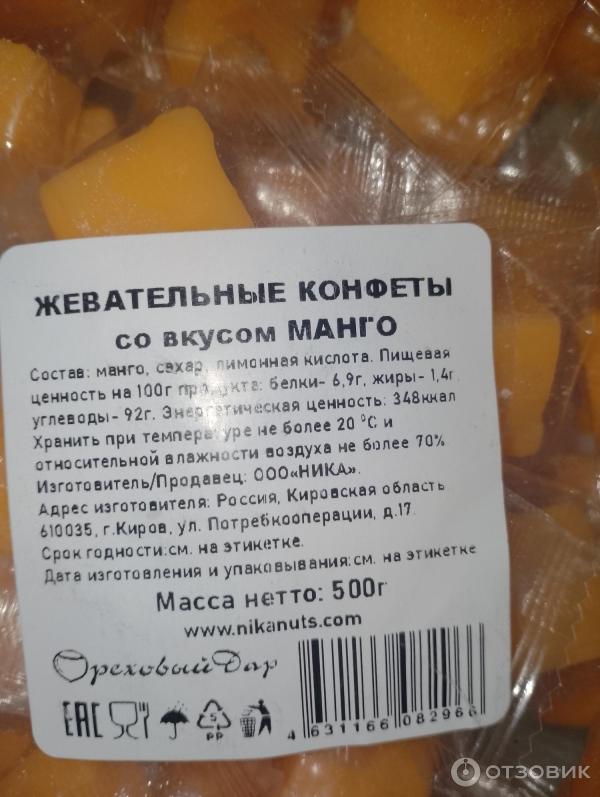 ЖЕВАТЕЛЬНЫЕ КОНФЕТЫ
со вкусом МАНГО
Состав: манго, сахар, лимонная кислота. Пищевая
ценность на 100г продукта: белки- 6,9г, жиры- 1,4г
углеводы- 92г. Энергетическая ценность: 348ккал
Хранить при температуре не более 20 °C и
относительной влажности воздуха не более 70%
Изготовитель/Продавец: ООО«НИКА».
Адрес изготовителя: Россия, Кировская область
610035, г.Киров, ул. Потребкооперации, д.17.
Срок годности:см. на этикетке.
Дата изготовления и упаковывания:см. на этикетке
Масса нетто: 500г
www.nikanuts.com
Ореховый Дар
EAC
5
PP
4 631166 082966
ОТЗОВИК